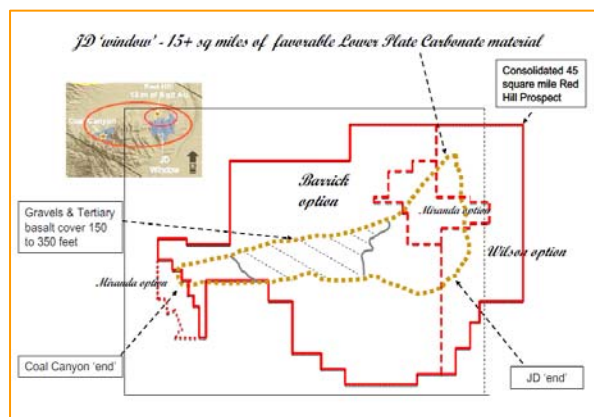 JD 'window' - 15+ sq miles of favorable Lower Plate Carbonate material
Consolidated 45
square mile Red
Hill Prospect
Red Hill
Coal Canyon
JD
Window
Barrick
option
Gravels & Tertiary
basalt cover 150
to 350 feet
Miranda option
Wilson option
Miranda option
Coal Canyon 'end'
JD 'end'